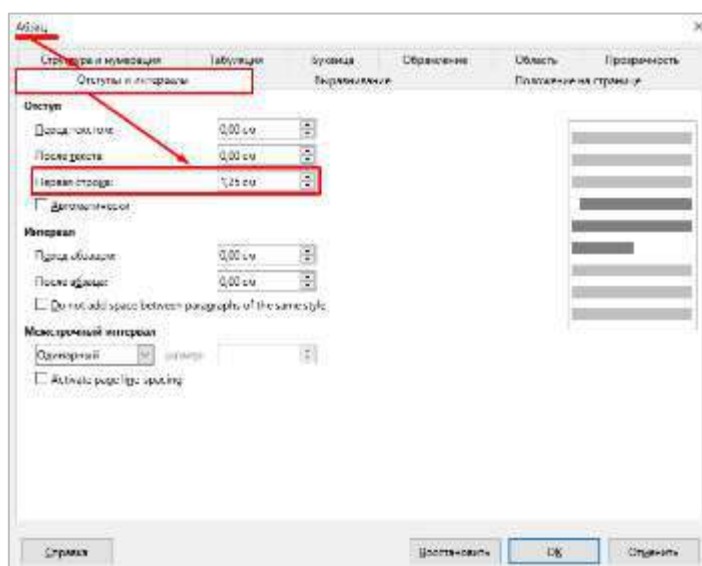 Абзац
Структура и нумерация Табуляция Буквица Обрамление Область Прозрачность
Отступы и интервалы Выравнивание Положение на странице
Отступ
Перед текстом: 0,00 см
После текста 0,00 см
Первая строка: 1,25 см
Автоматически
Интервал
Перед абзацем: 0,00 см
После абзаца: 0,00 см
Do not add space between paragraphs of the same style
Межстрочный интервал
Одинарный размер
Activate page line spacing
Справка Восстановить ОК Отменить